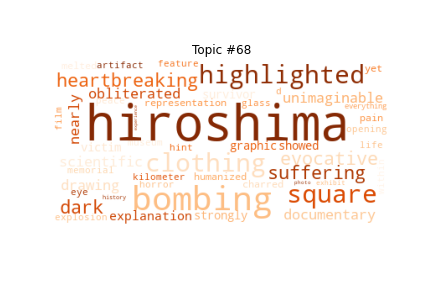 Topic #68
artifact feature yet
heartbreaking highlighted
obliterated unimaginable
representation glass everything
nearly hiroshima pain
film opening
victim hint graphic showed life
scientific clothing evocative
memorial suffering
drawing kilometer
eye horror humanized charred photo exhibit
dark history bombing square
explosion explanation strongly documentary